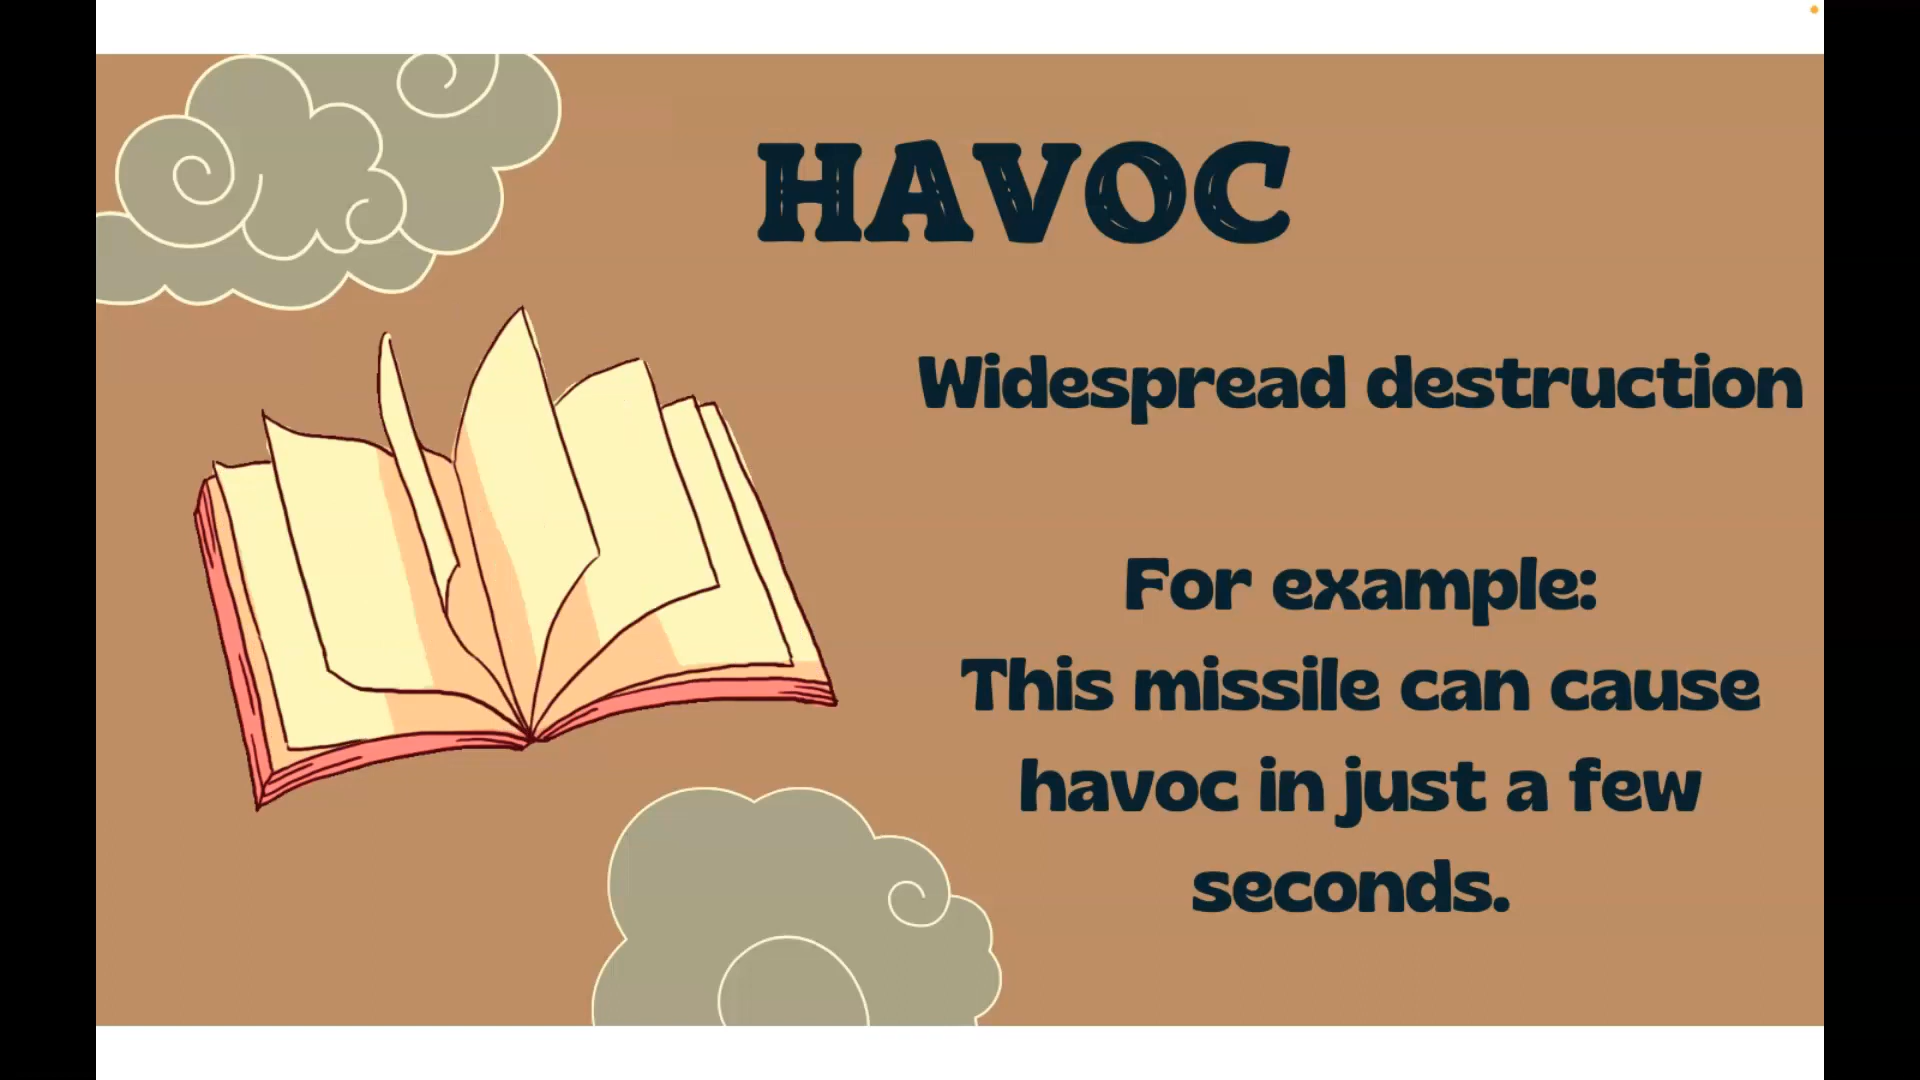 HAVOC
Widespread destruction
For example:
This missile can cause
havoc in just a few
seconds.